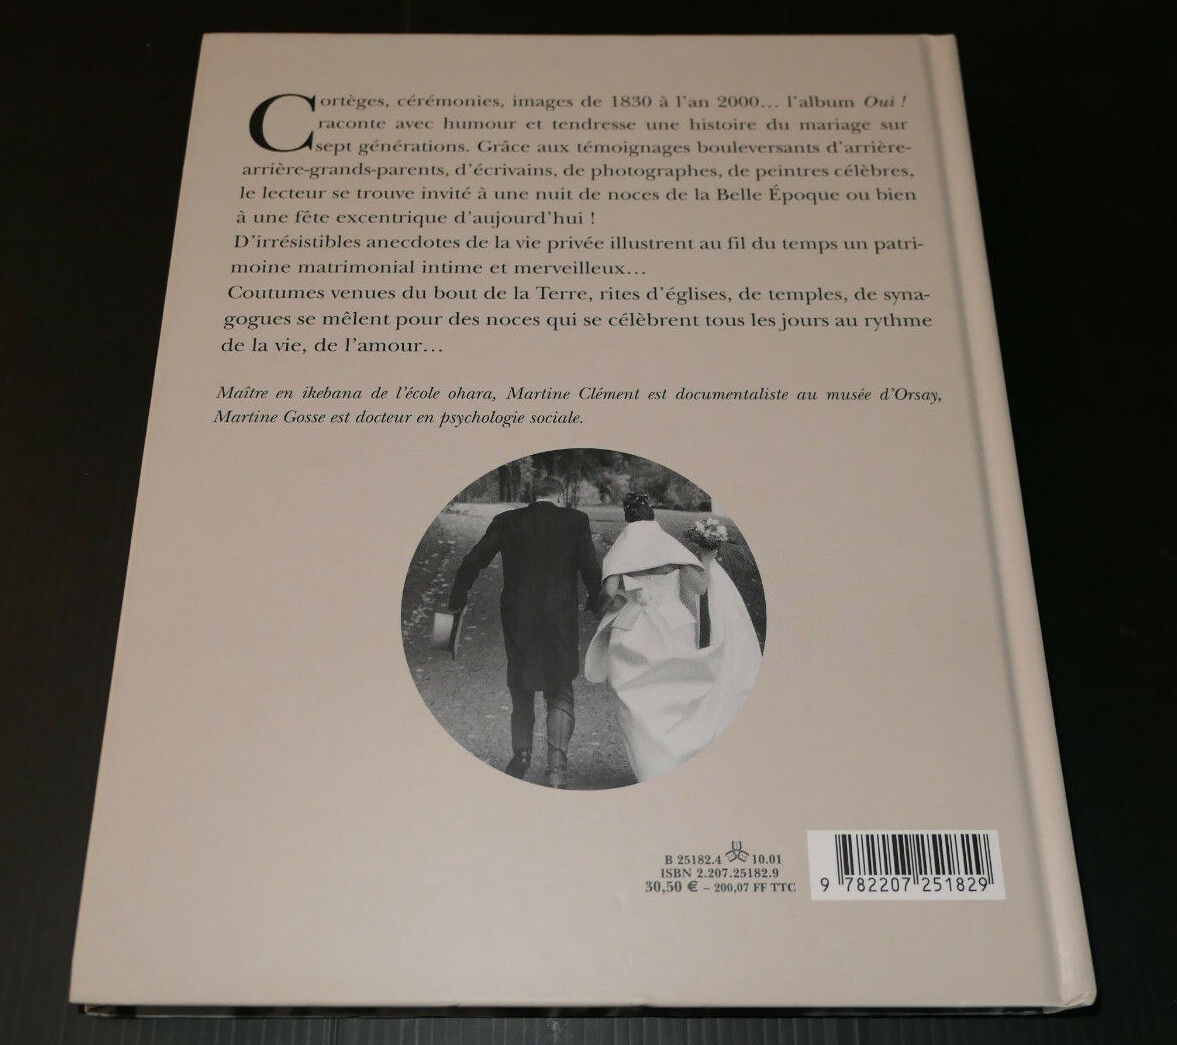 Cortèges, cérémonies, images de 1830 à l'an 2000... l'album Oui !
raconte avec humour et tendresse une histoire du mariage sur
sept générations. Grâce aux témoignages bouleversants d'arrière-
arrière-grands-parents, d'écrivains, de photographes, de peintres célèbres,
le lecteur se trouve invité à une nuit de noces de la Belle Époque ou bien
à une fête excentrique d'aujourd'hui !
D'irrésistibles anecdotes de la vie privée illustrent au fil du temps un patri-
moine matrimonial intime et merveilleux...
Coutumes venues du bout de la Terre, rites d'églises, de temples, de syna-
gogues se mêlent pour des noces qui se célèbrent tous les jours au rythme
de la vie, de l'amour...
Maître en ikebana de l'école ohara, Martine Clément est documentaliste au musée d'Orsay,
Martine Gosse est docteur en psychologie sociale.
B 25182.4 10.01
ISBN 2.207.25182.9
30,50 € – 200,07 FF TTC
9 782207 251829